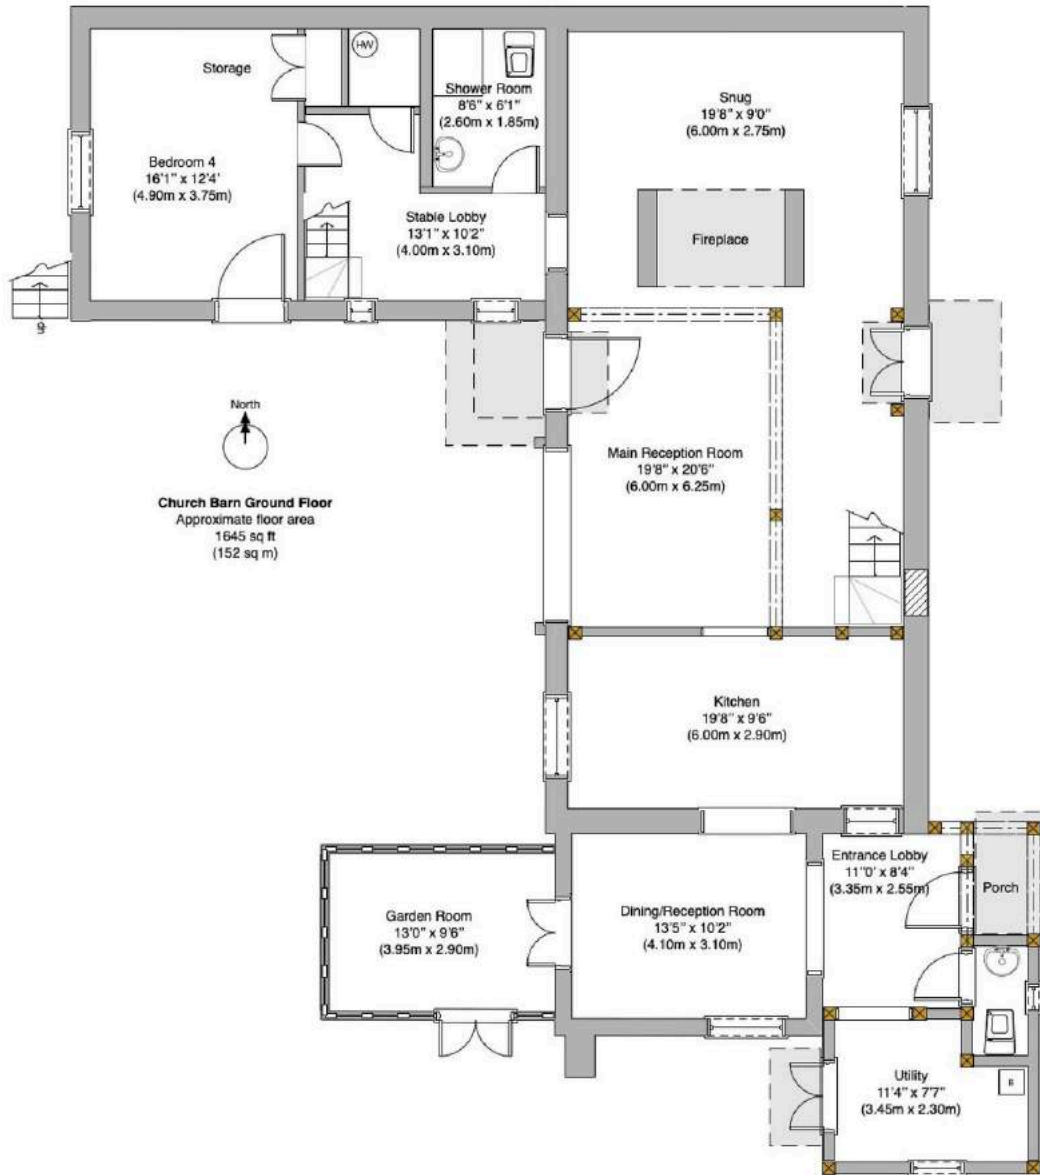 HW
Storage
Shower Room
8'6" x 6'1"
(2.60m x 1.85m)
Snug
19'8" x 9'0"
(6.00m x 2.75m)
Bedroom 4
16'1" x 12'4'
(4.90m x 3.75m)
Stable Lobby
13'1" x 10'2"
(4.00m x 3.10m)
Fireplace
North
Church Barn Ground Floor
Approximate floor area
1645 sq ft
(152 sq m)
Main Reception Room
19'8" x 20'6"
(6.00m x 6.25m)
Kitchen
19'8" x 9'6"
(6.00m x 2.90m)
Entrance Lobby
11"0' x 8'4"
(3.35m x 2.55m)
Porch
Garden Room
13'0" x 9'6"
(3.95m x 2.90m)
Dining/Reception Room
13'5" x 10'2"
(4.10m x 3.10m)
Utility
11'4" x 7'7"
(3.45m x 2.30m)
B